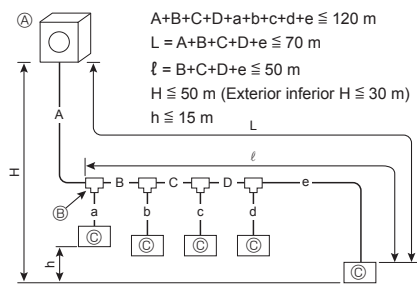 Ⓐ
A+B+C+D+a+b+c+d+e ≦ 120 m
L = A+B+C+D+e ≦ 70 m
ℓ = B+C+D+e ≦ 50 m
H ≦ 50 m (Exterior inferior H ≦ 30 m)
h ≦ 15 m
A
L
H
ℓ
B C D e
Ⓑ a b c d
Ⓒ Ⓒ Ⓒ Ⓒ
h
Ⓒ